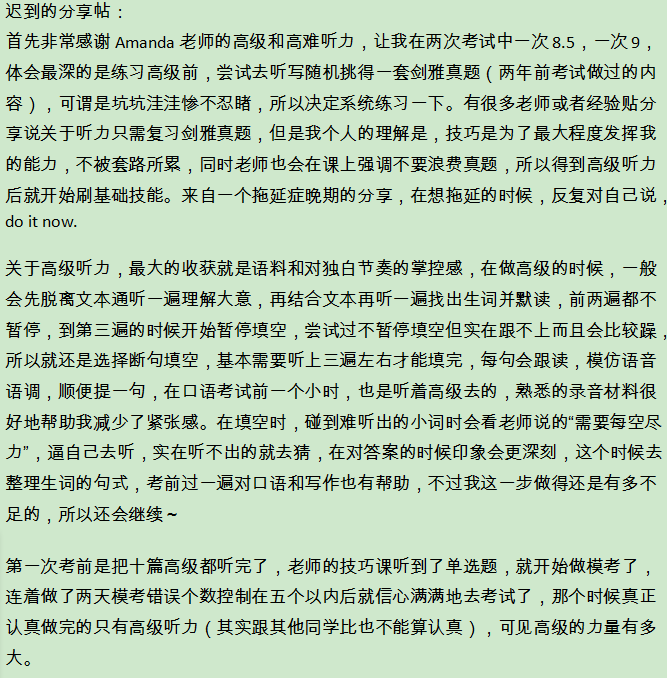 迟到的分享帖：
首先非常感谢 Amanda 老师的高级和高难听力，让我在两次考试中一次 8.5，一次 9，
体会最深的是练习高级前，尝试去听写随机挑得一套剑雅真题（两年前考试做过的内
容），可谓是坑坑洼洼惨不忍睹，所以决定系统练习一下。有很多老师或者经验贴分
享说关于听力只需复习剑雅真题，但是我个人的理解是，技巧是为了最大程度发挥我
的能力，不被套路所累，同时老师也会在课上强调不要浪费真题，所以得到高级听力
后就开始刷基础技能。来自一个拖延症晚期的分享，在想拖延的时候，反复对自己说，
do it now.
关于高级听力，最大的收获就是语料和对独白节奏的掌控感，在做高级的时候，一般
会先脱离文本通听一遍理解大意，再结合文本再听一遍找出生词并默读，前两遍都不
暂停，到第三遍的时候开始暂停填空，尝试过不暂停填空但实在跟不上而且会比较躁，
所以就还是选择断句填空，基本需要听上三遍左右才能填完，每句会跟读，模仿语音
语调，顺便提一句，在口语考试前一个小时，也是听着高级去的，熟悉的录音材料很
好地帮助我减少了紧张感。在填空时，碰到难听出的小词时会看老师说的“需要每空尽
力”，逼自己去听，实在听不出的就去猜，在对答案的时候印象会更深刻，这个时候去
整理生词的句式，考前过一遍对口语和写作也有帮助，不过我这一步做得还是有多不
足的，所以还会继续～
第一次考前是把十篇高级都听完了，老师的技巧课听到了单选题，就开始做模考了，
连着做了两天模考错误个数控制在五个以内后就信心满满地去考试了，那个时候真正
认真做完的只有高级听力（其实跟其他同学比也不能算认真），可见高级的力量有多
大。